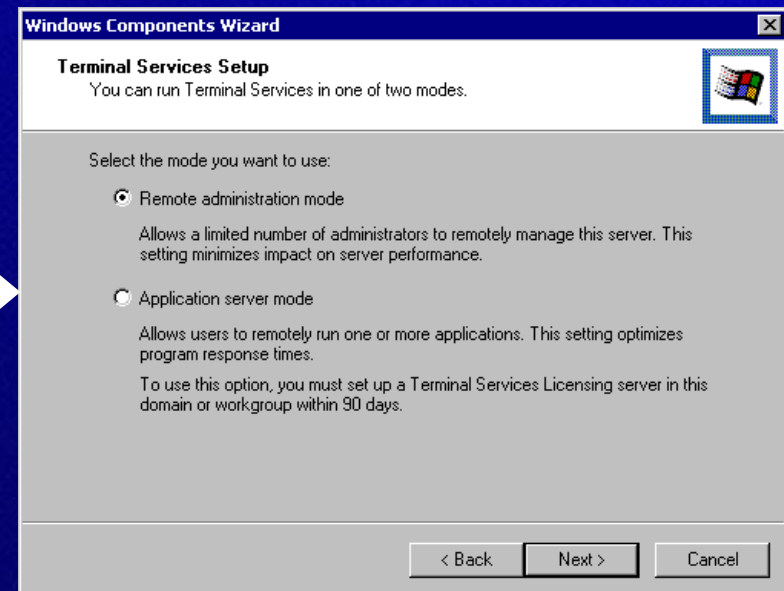 Windows Components Wizard
Terminal Services Setup
You can run Terminal Services in one of two modes.
Select the mode you want to use:
Remote administration mode
Allows a limited number of administrators to remotely manage this server. This
setting minimizes impact on server performance.
Application server mode
Allows users to remotely run one or more applications. This setting optimizes
program response times.
To use this option, you must set up a Terminal Services Licensing server in this
domain or workgroup within 90 days.
< Back Next > Cancel